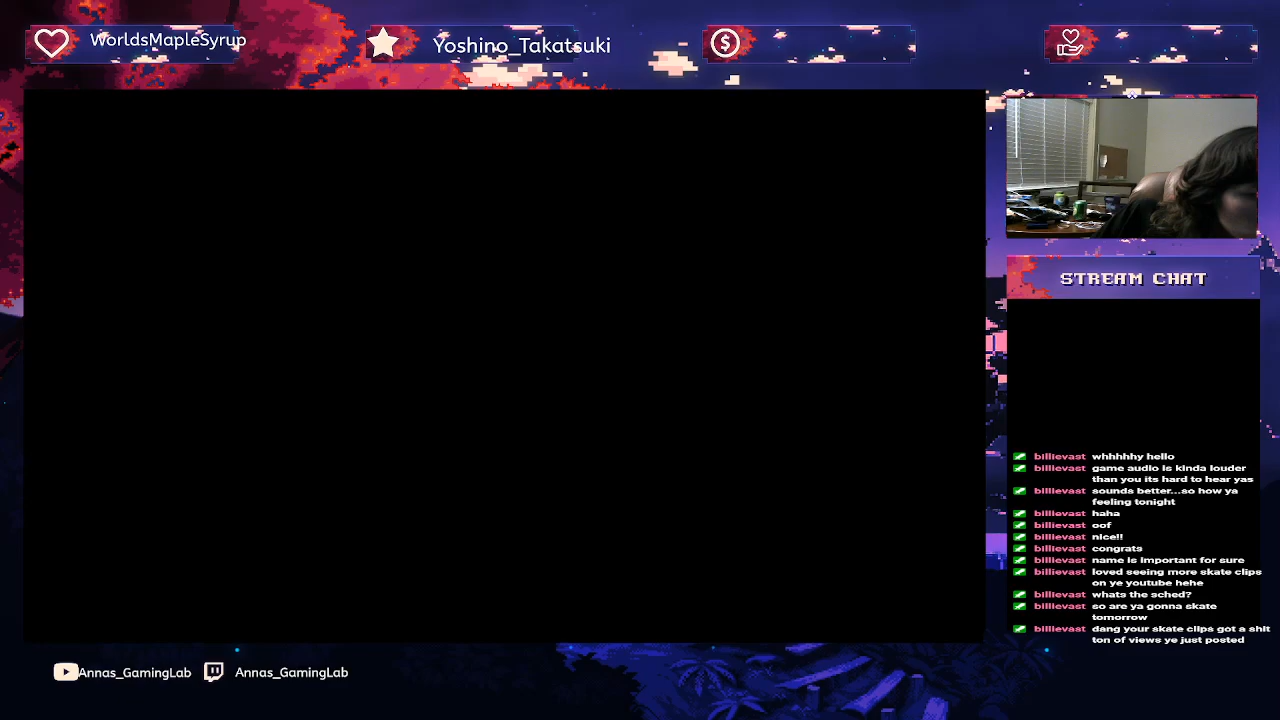 WorldsMapleSyrup
Yoshino_Takatsuki
STREAM CHAT
billievast whhhhhy hello
billievast game audio is kinda louder
than you its hard to hear yas
billievast sounds better...so how ya
feeling tonight
billievast haha
billievast oof
billievast nice!!
billievast congrats
billievast name is important for sure
billievast loved seeing more skate clips
on ye youtube hehe
billievast whats the sched?
billievast so are ya gonna skate
tomorrow
billievast dang your skate clips got a shit
ton of views ye just posted
Annas_GamingLab
Annas_GamingLab